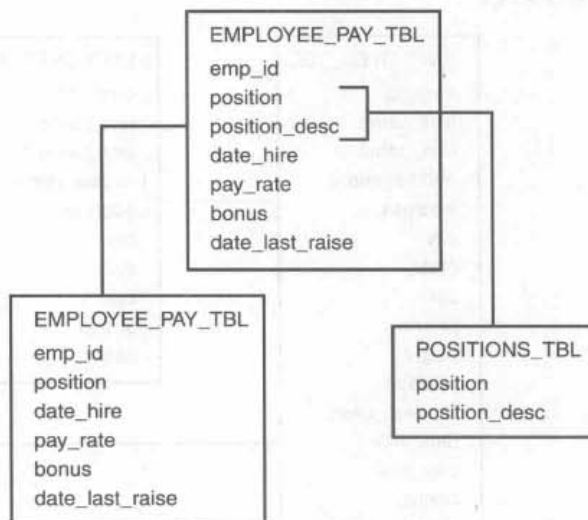 EMPLOYEE_PAY_TBL
emp_id
position
position_desc
date_hire
pay_rate
bonus
date_last_raise
EMPLOYEE_PAY_TBL
emp_id
position
date_hire
pay_rate
bonus
date_last_raise
POSITIONS_TBL
position
position_desc